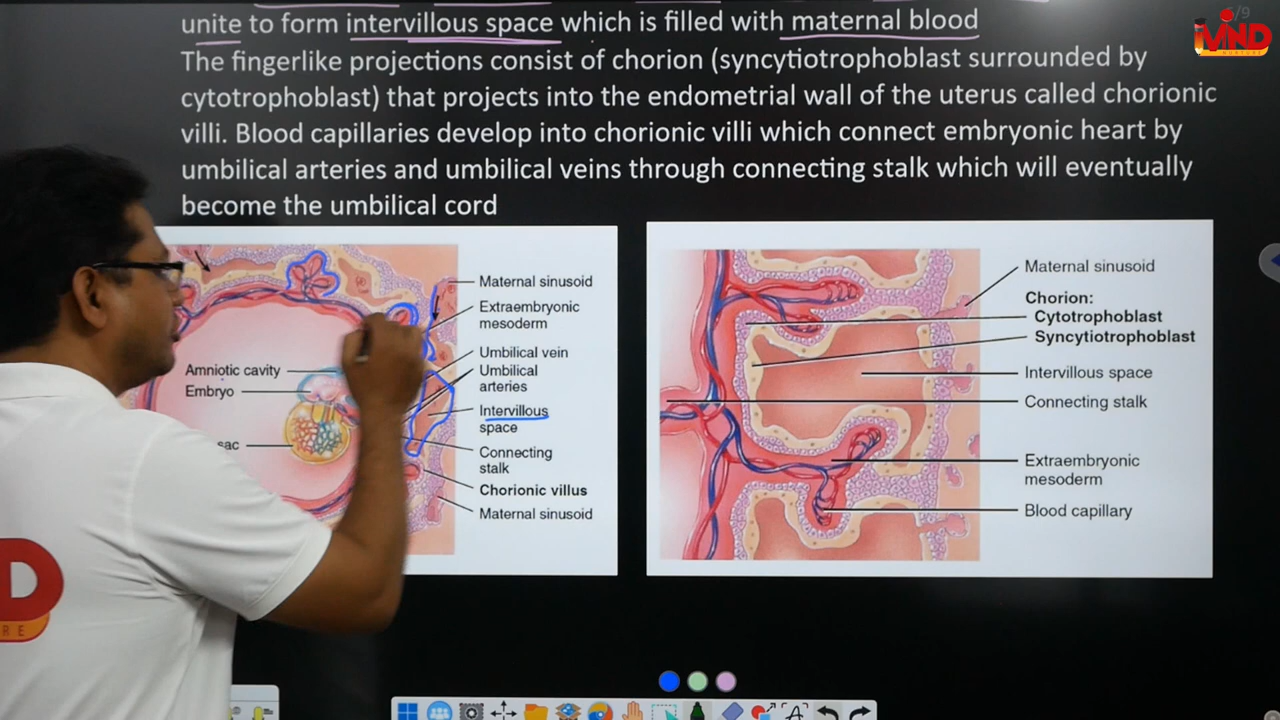 unite to form intervillous space which is filled with maternal blood
6/9
MND
NURTURE
The fingerlike projections consist of chorion (syncytiotrophoblast surrounded by
cytotrophoblast) that projects into the endometrial wall of the uterus called chorionic
villi. Blood capillaries develop into chorionic villi which connect embryonic heart by
umbilical arteries and umbilical veins through connecting stalk which will eventually
become the umbilical cord
Maternal sinusoid
Extraembryonic
mesoderm
Umbilical vein
Umbilical
arteries
Amniotic cavity
Embryo
Intervillous
space
sac
Connecting
stalk
Chorionic villus
Maternal sinusoid
Maternal sinusoid
Chorion:
Cytotrophoblast
Syncytiotrophoblast
Intervillous space
Connecting stalk
Extraembryonic
mesoderm
Blood capillary
D